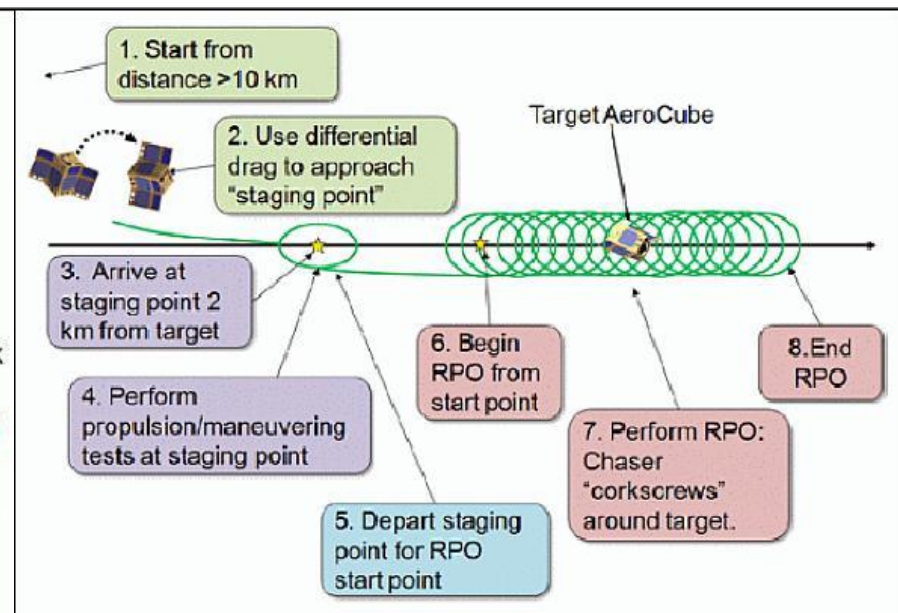 1. Start from
distance >10 km
2. Use differential
drag to approach
"staging point"
Target AeroCube
3. Arrive at
staging point 2
km from target
4. Perform
propulsion/maneuvering
tests at staging point
5. Depart staging
point for RPO
start point
6. Begin
RPO from
start point
7. Perform RPO:
Chaser
"corkscrews"
around target.
8.End
RPO